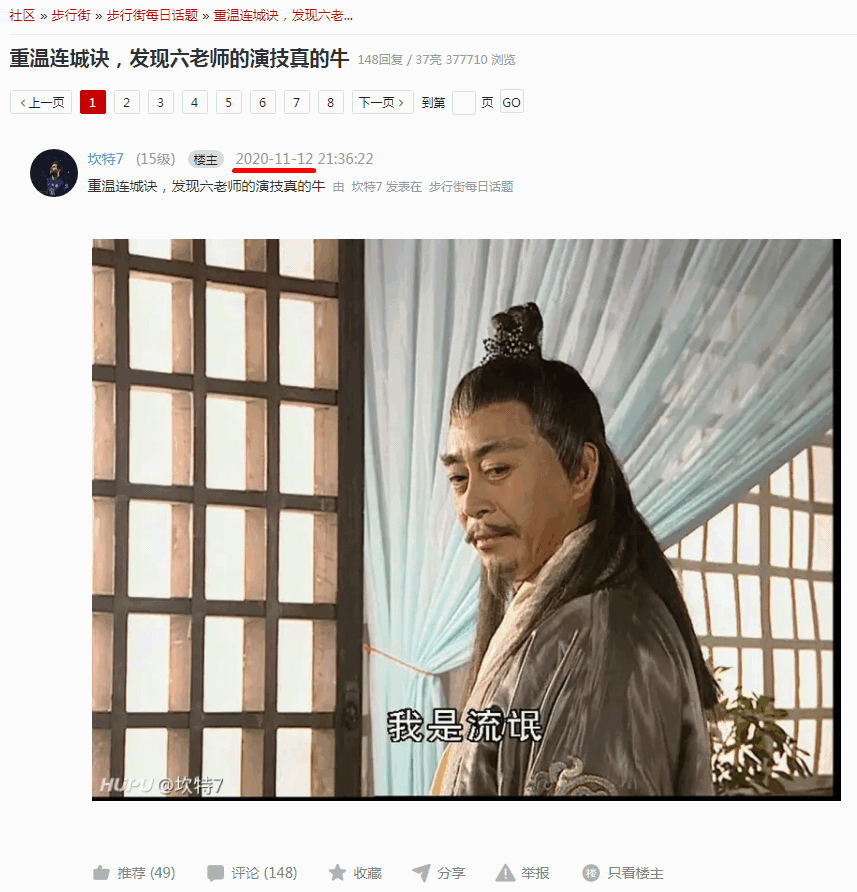 社区 » 步行街 » 步行街每日话题 » 重温连城诀，发现六老...
重温连城诀，发现六老师的演技真的牛 148回复 / 37亮 377710 浏览
‹ 上一页 1 2 3 4 5 6 7 8 下一页 › 到第 页 GO
坎特7 (15级) 楼主 2020-11-12 21:36:22
重温连城诀，发现六老师的演技真的牛 由 坎特7 发表在 步行街每日话题
我是流氓
HUPU @坎特7
推荐 (49) 评论 (148) 收藏 分享 举报 楼 只看楼主